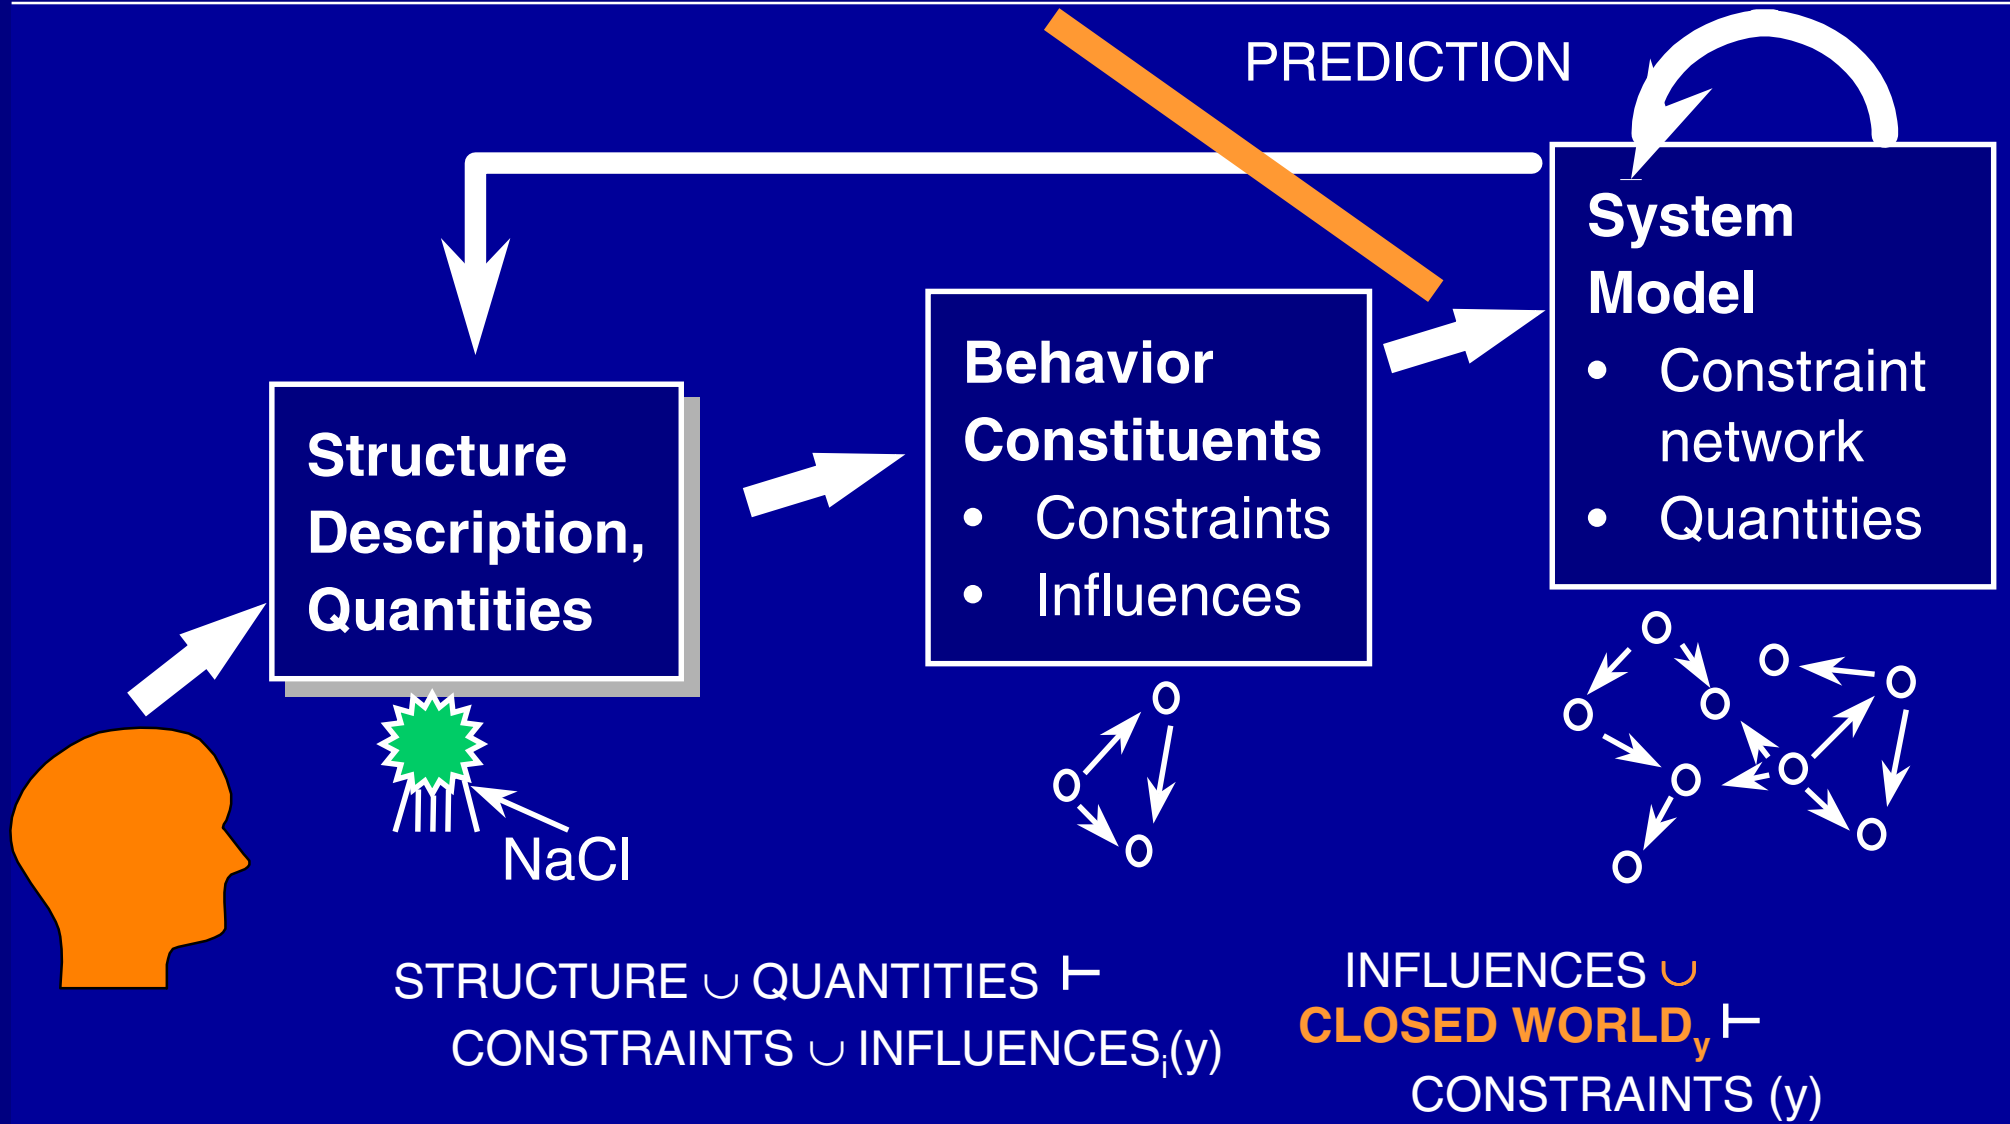 PREDICTION
System
Model
• Constraint
network
• Quantities
Behavior
Constituents
• Constraints
• Influences
Structure
Description,
Quantities
NaCl
STRUCTURE ∪ QUANTITIES ⊢
CONSTRAINTS ∪ INFLUENCESᵢ(y)
INFLUENCES ∪
CLOSED WORLDy ⊢
CONSTRAINTS (y)